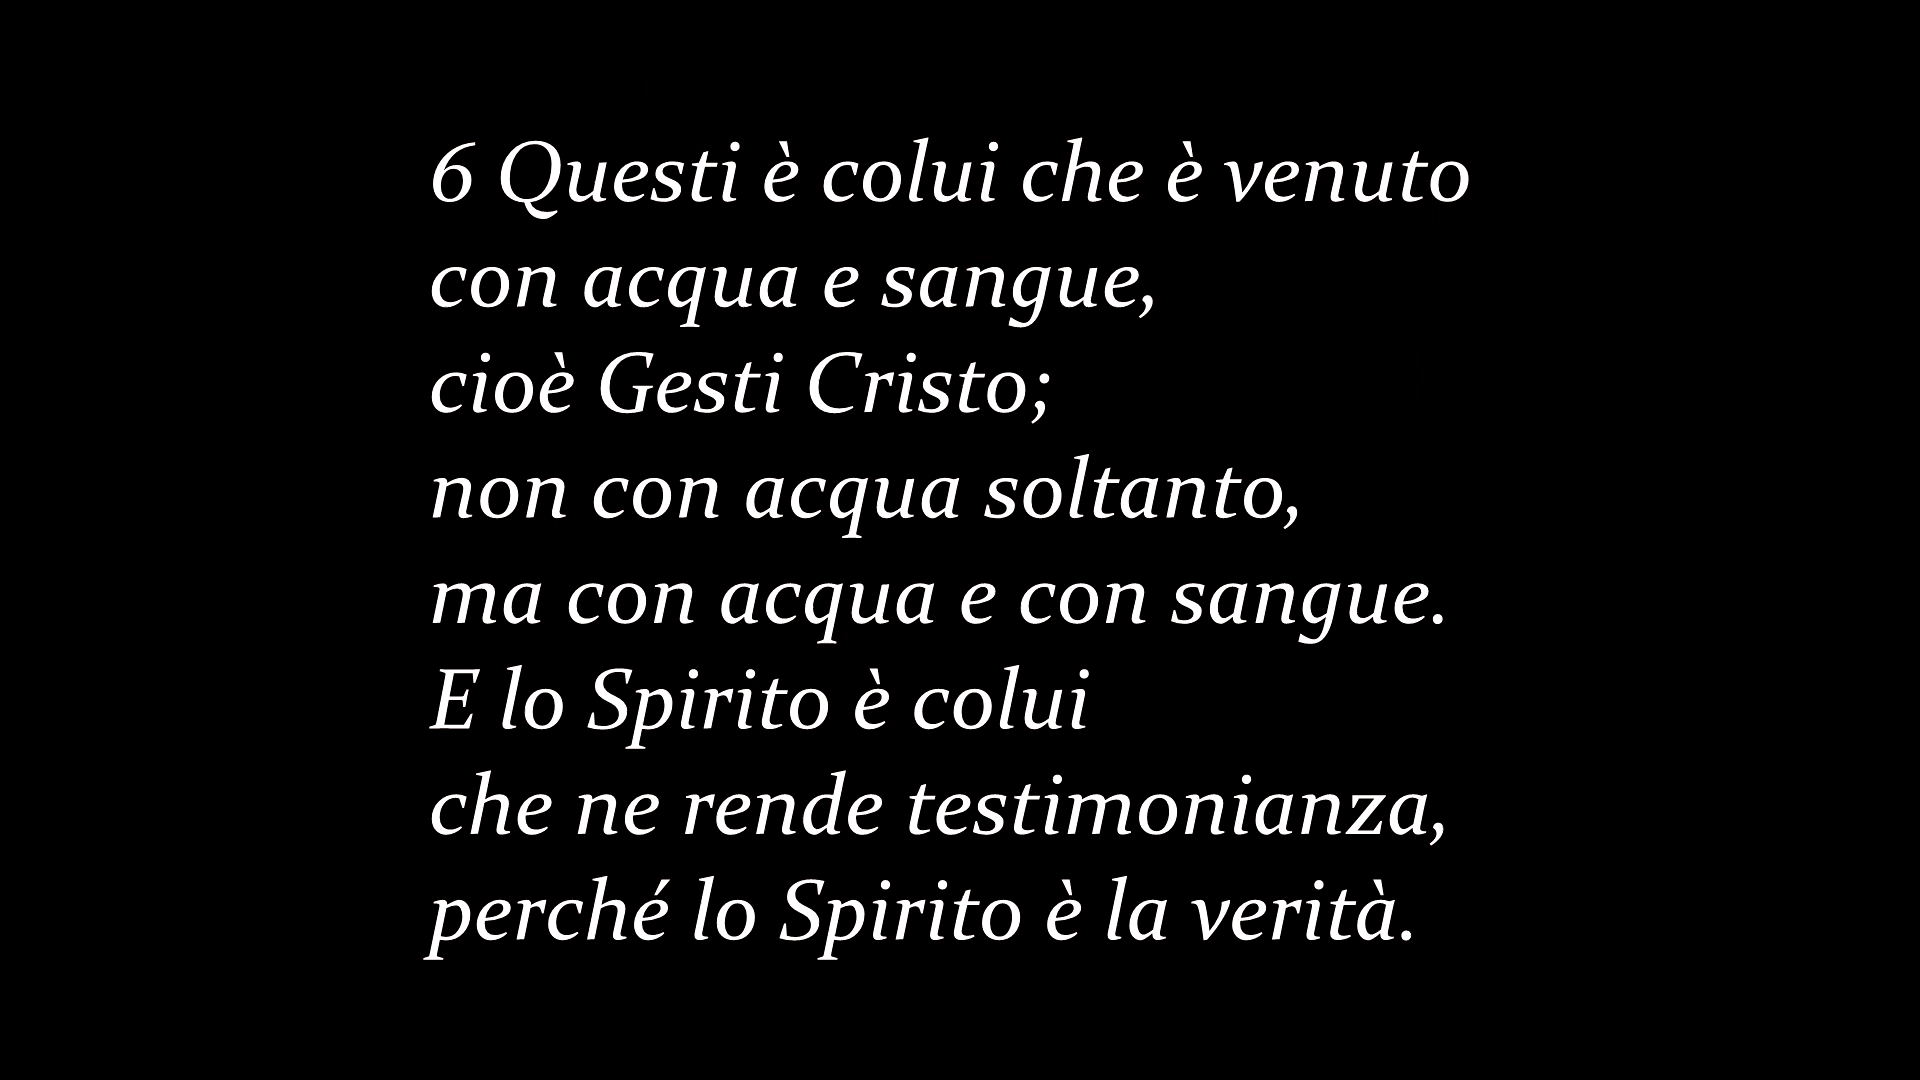 6 Questi è colui che è venuto
con acqua e sangue,
cioè Gesti Cristo;
non con acqua soltanto,
ma con acqua e con sangue.
E lo Spirito è colui
che ne rende testimonianza,
perché lo Spirito è la verità.